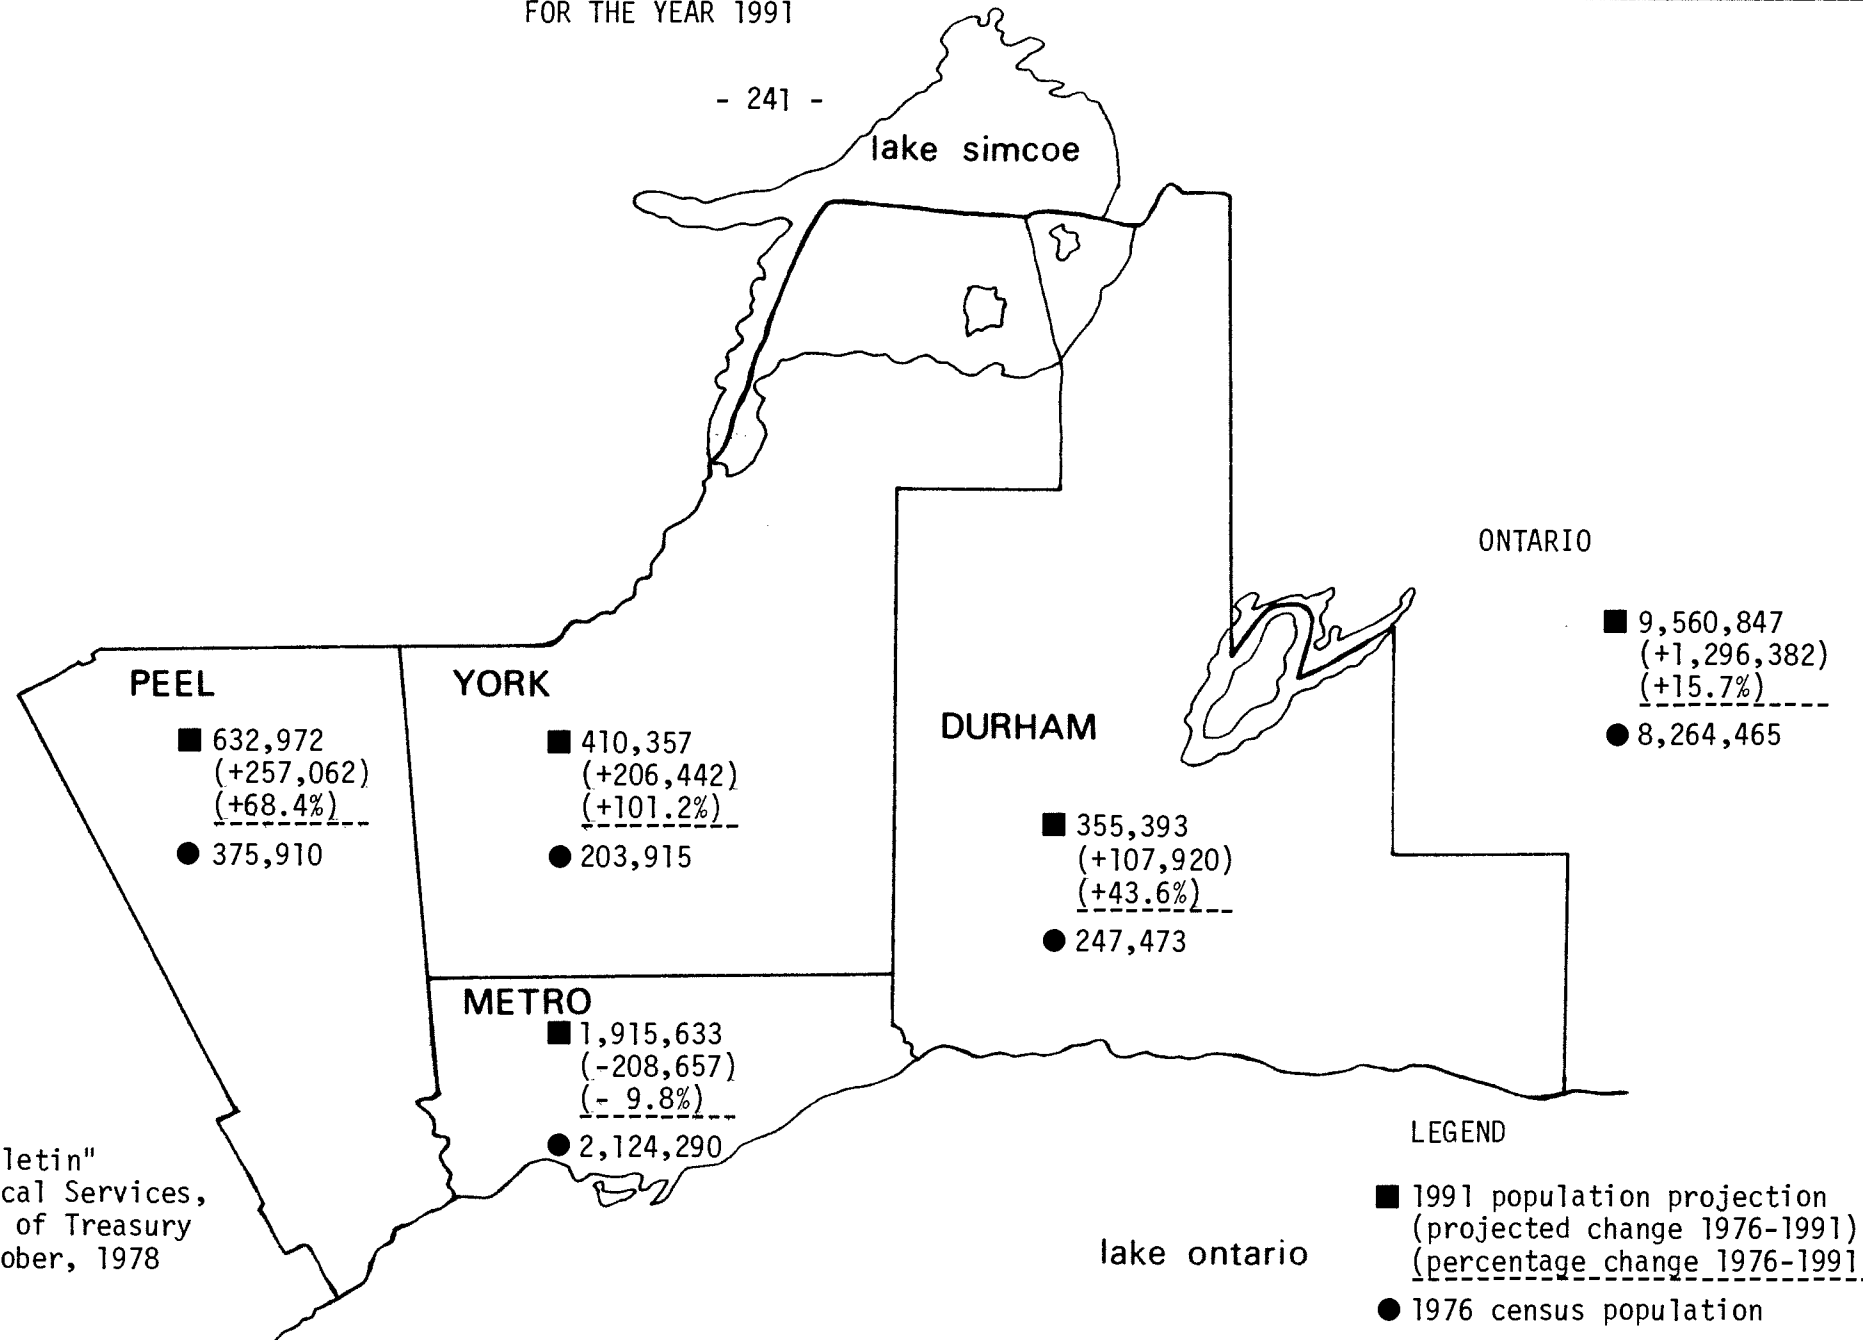 FOR THE YEAR 1991
- 241 -
lake simcoe
ONTARIO
■ 9,560,847
(+1,296,382)
(+15.7%)
● 8,264,465
PEEL
■ 632,972
(+257,062)
(+68.4%)
● 375,910
YORK
■ 410,357
(+206,442)
(+101.2%)
● 203,915
DURHAM
■ 355,393
(+107,920)
(+43.6%)
● 247,473
METRO
■ 1,915,633
(-208,657)
(- 9.8%)
● 2,124,290
letin"
cal Services,
of Treasury
ober, 1978
lake ontario
LEGEND
■ 1991 population projection
(projected change 1976-1991)
(percentage change 1976-1991
● 1976 census population